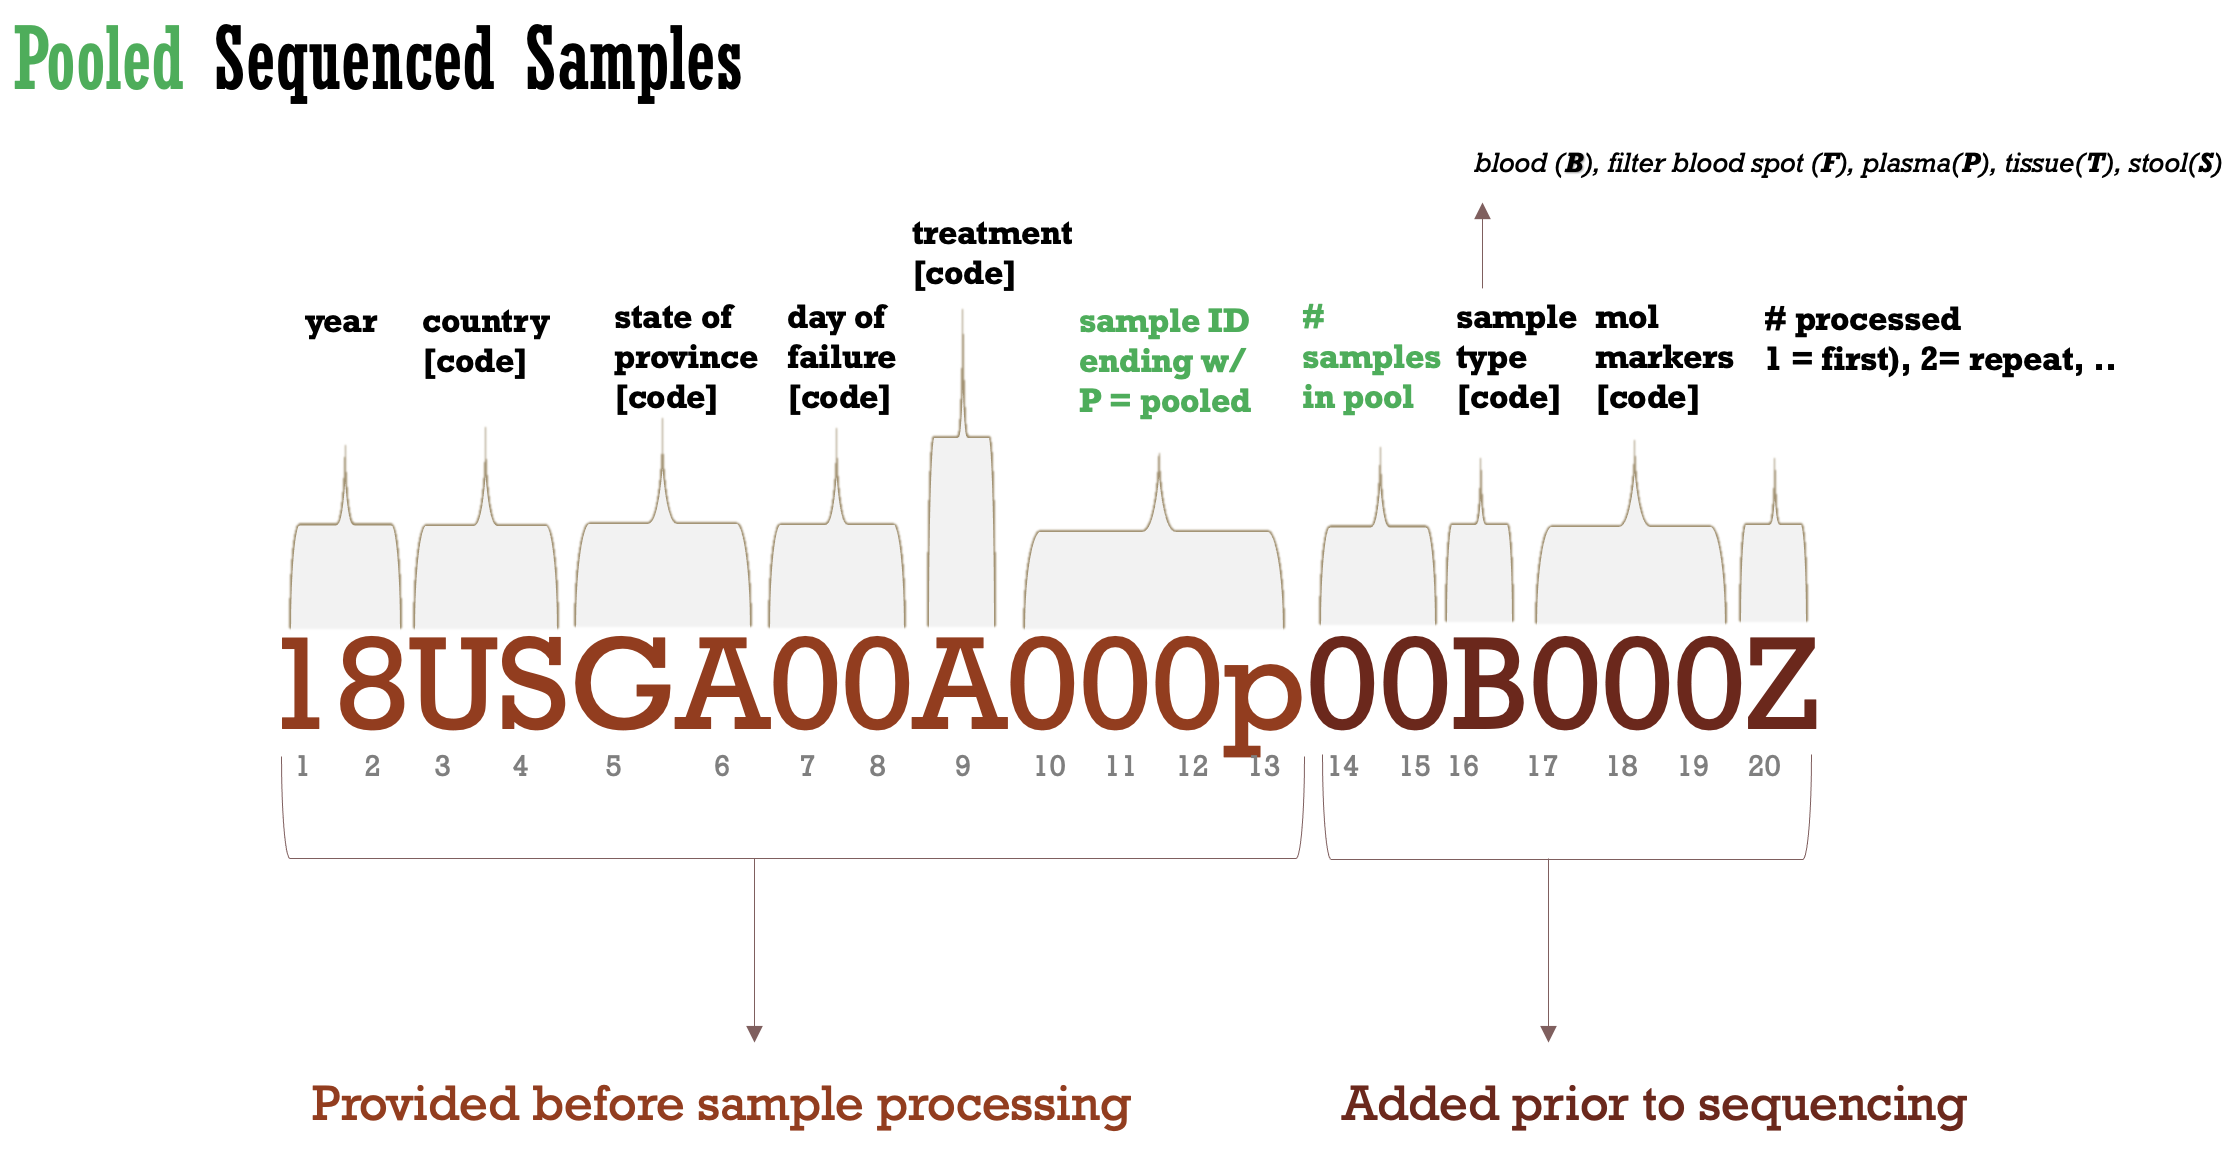 Pooled Sequenced Samples
blood (B), filter blood spot (F), plasma(P), tissue(T), stool(S)
treatment
[code]
year
country
[code]
state of
province
[code]
day of
failure
[code]
sample ID
ending w/
P = pooled
#
samples
in pool
sample
type
[code]
mol
markers
[code]
# processed
1 = first), 2= repeat, ..
18USGA00A000p00B000Z
1 2 3 4 5 6 7 8 9 10 11 12 13 14 15 16 17 18 19 20
Provided before sample processing
Added prior to sequencing